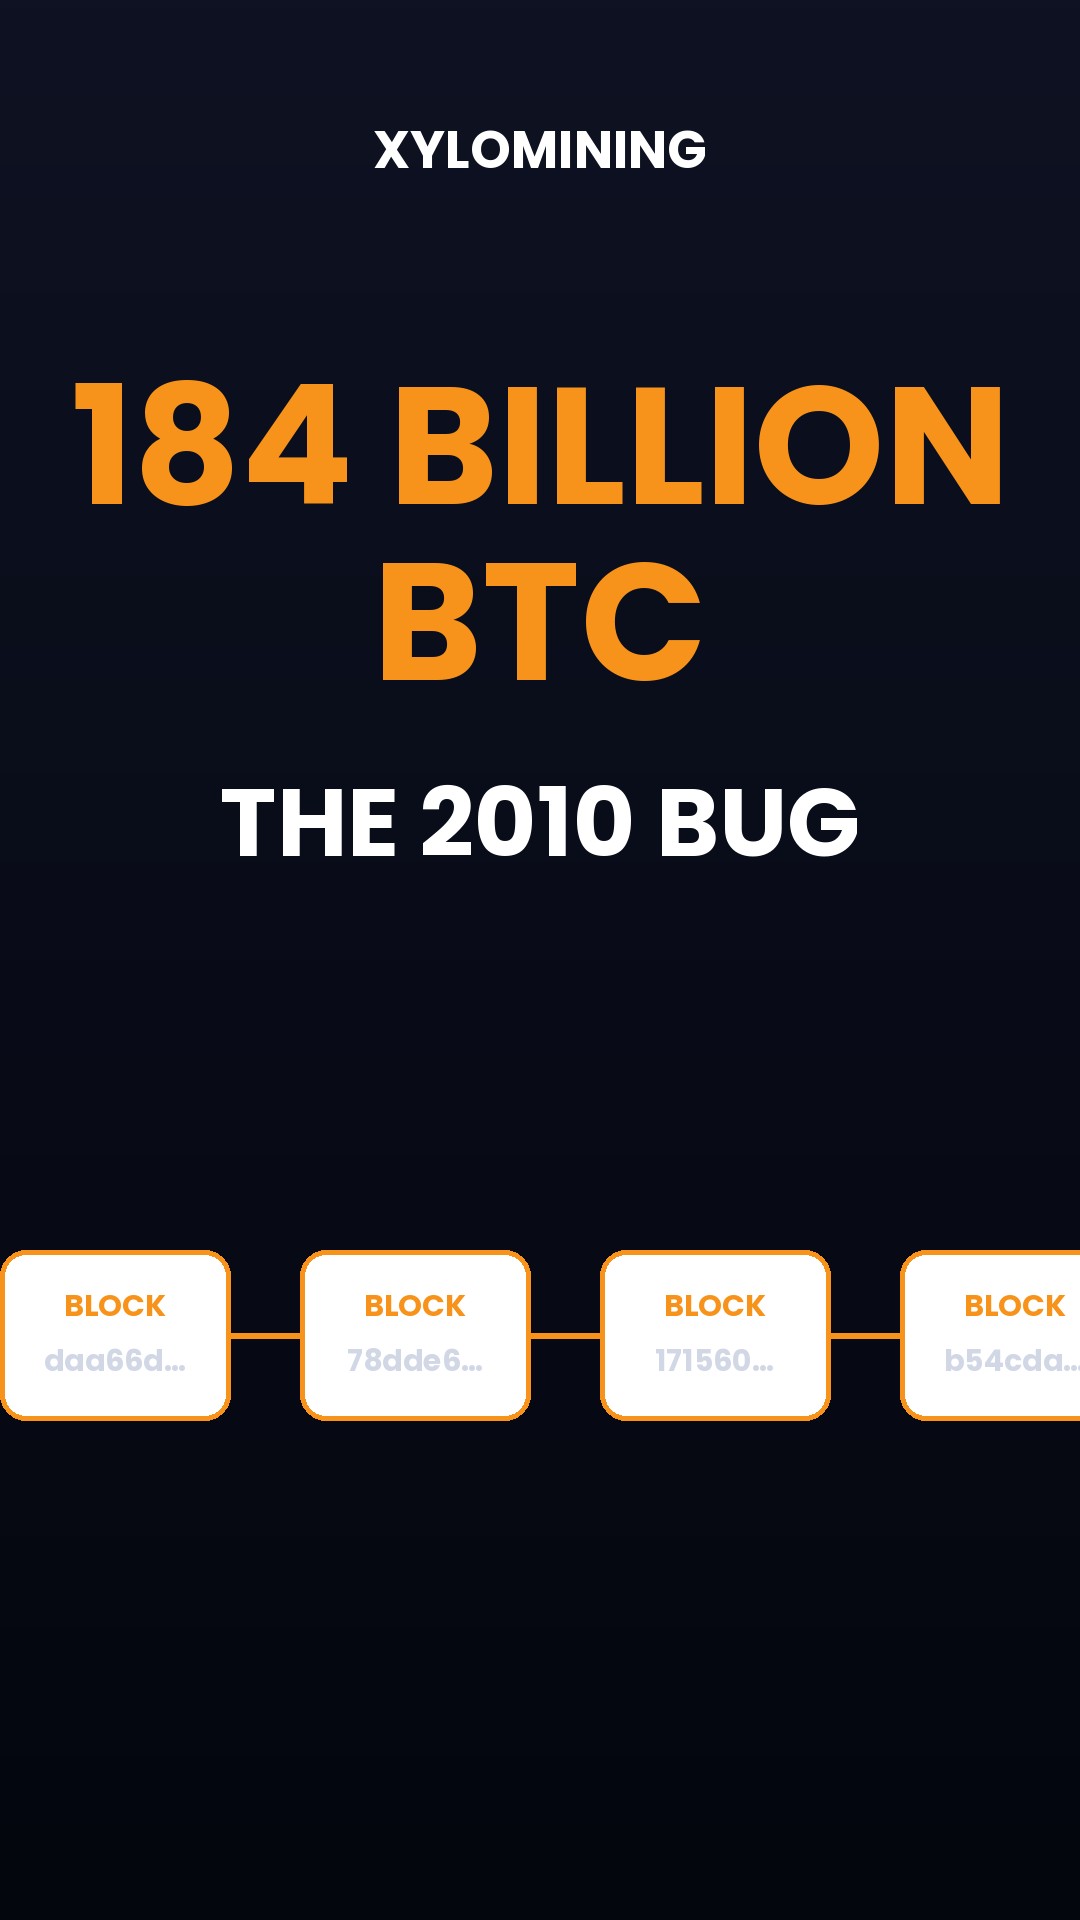 XYLOMINING
184 BILLION
BTC
THE 2010 BUG
BLOCK BLOCK BLOCK BLOCK
daa66d... 78dde6... 171560... b54cda...